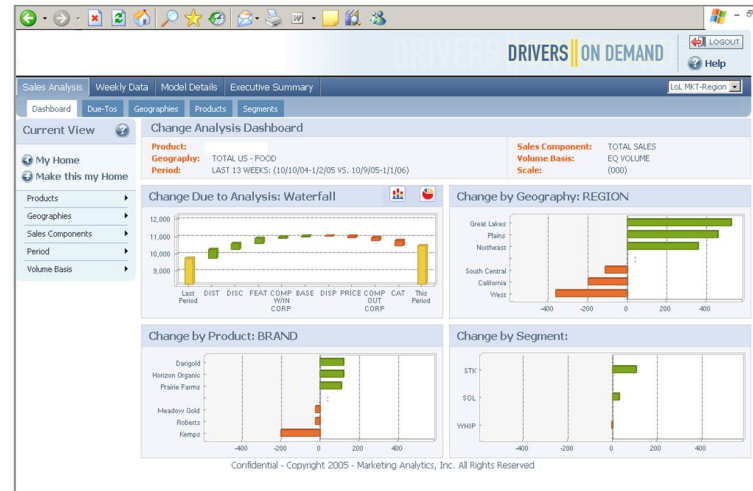 DRIVERS ON DEMAND
LOGOUT
Help
Sales Analysis Weekly Data Model Details Executive Summary
LoL MKT-Region
Dashboard Due-Tos Geographies Products Segments
Current View
My Home
Make this my Home
Products
Geographies
Sales Components
Period
Volume Basis
Change Analysis Dashboard
Product:
Geography: TOTAL US - FOOD
Period: LAST 13 WEEKS: (10/10/04-1/2/05 VS. 10/9/05-1/1/06)
Sales Component: TOTAL SALES
Volume Basis: EQ VOLUME
Scale: (000)
Change Due to Analysis: Waterfall
12,000
11,000
10,000
9,000
Last Period DIST DISC FEAT COMP W/IN CORP BASE DISP PRICE COMP OUT CORP CAT This Period
Change by Geography: REGION
Great Lakes
Plains
Northeast
:
South Central
California
West
-400 -200 0 200 400
Change by Product: BRAND
Darigold
Horizon Organic
Prairie Farms
:
Meadow Gold
Roberts
Kemps
-400 -200 0 200 400
Change by Segment:
STK
SOL
WHIP
-400 -200 0 200 400
Confidential - Copyright 2005 - Marketing Analytics, Inc. All Rights Reserved